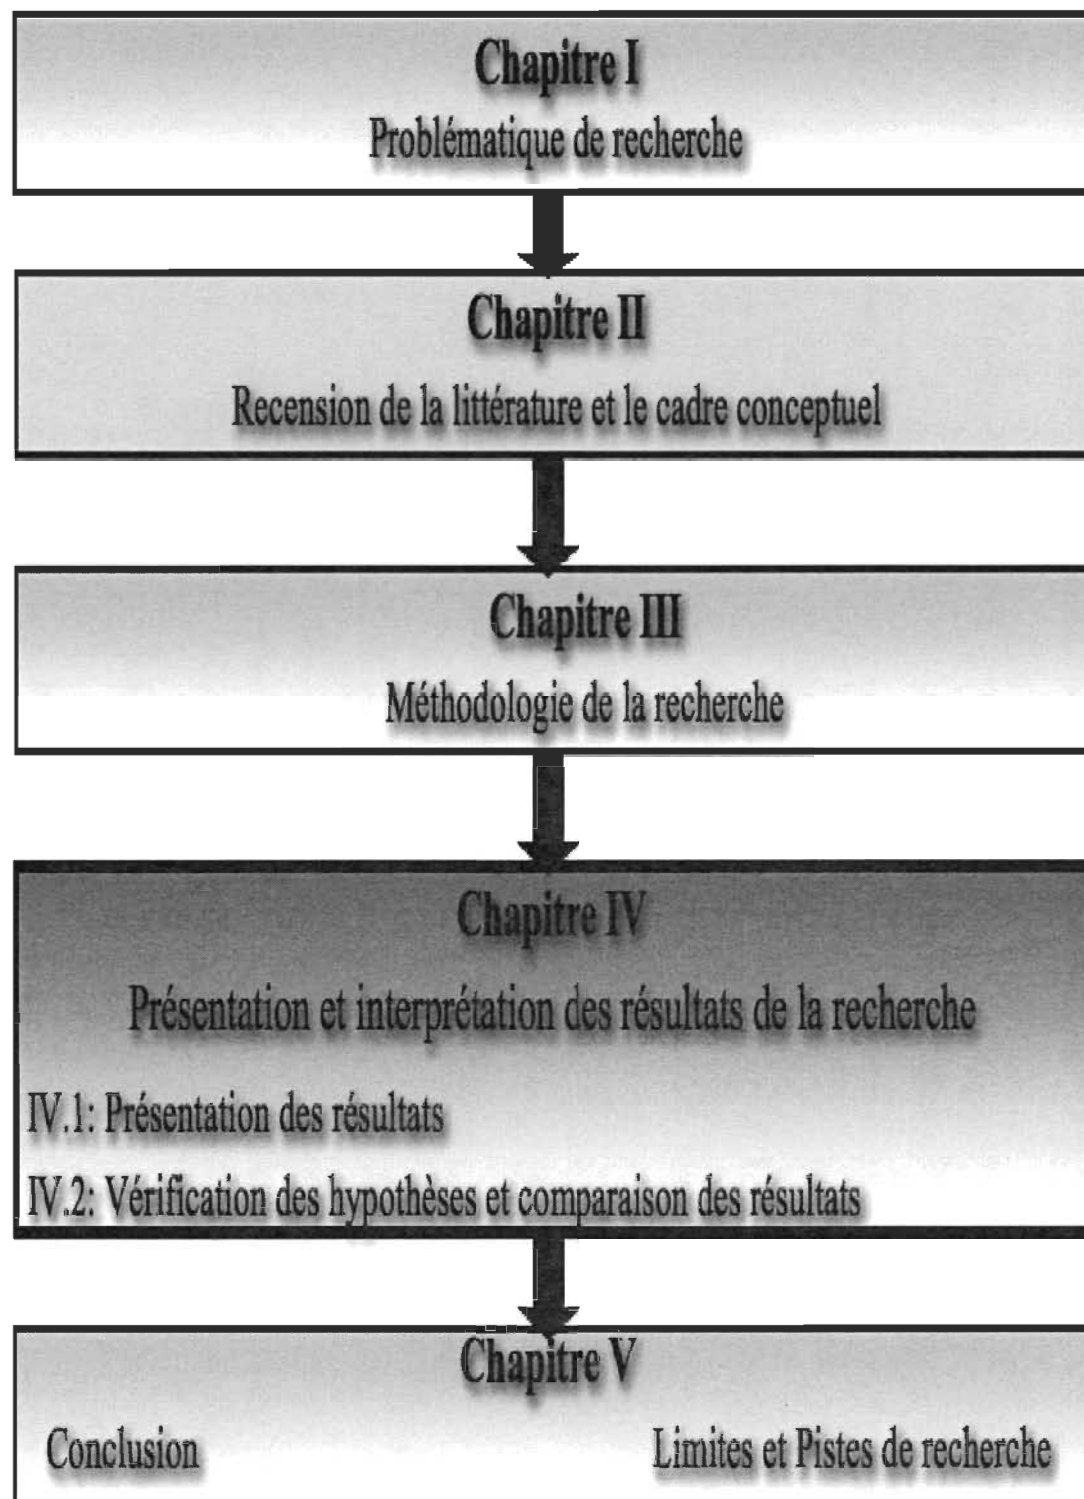 Chapitre I
Problématique de recherche
Chapitre II
Recension de la littérature et le cadre conceptuel
Chapitre III
Méthodologie de la recherche
Chapitre IV
Présentation et interprétation des résultats de la recherche
IV.1: Présentation des résultats
IV.2: Vérification des hypothèses et comparaison des résultats
Chapitre V
Conclusion Limites et Pistes de recherche